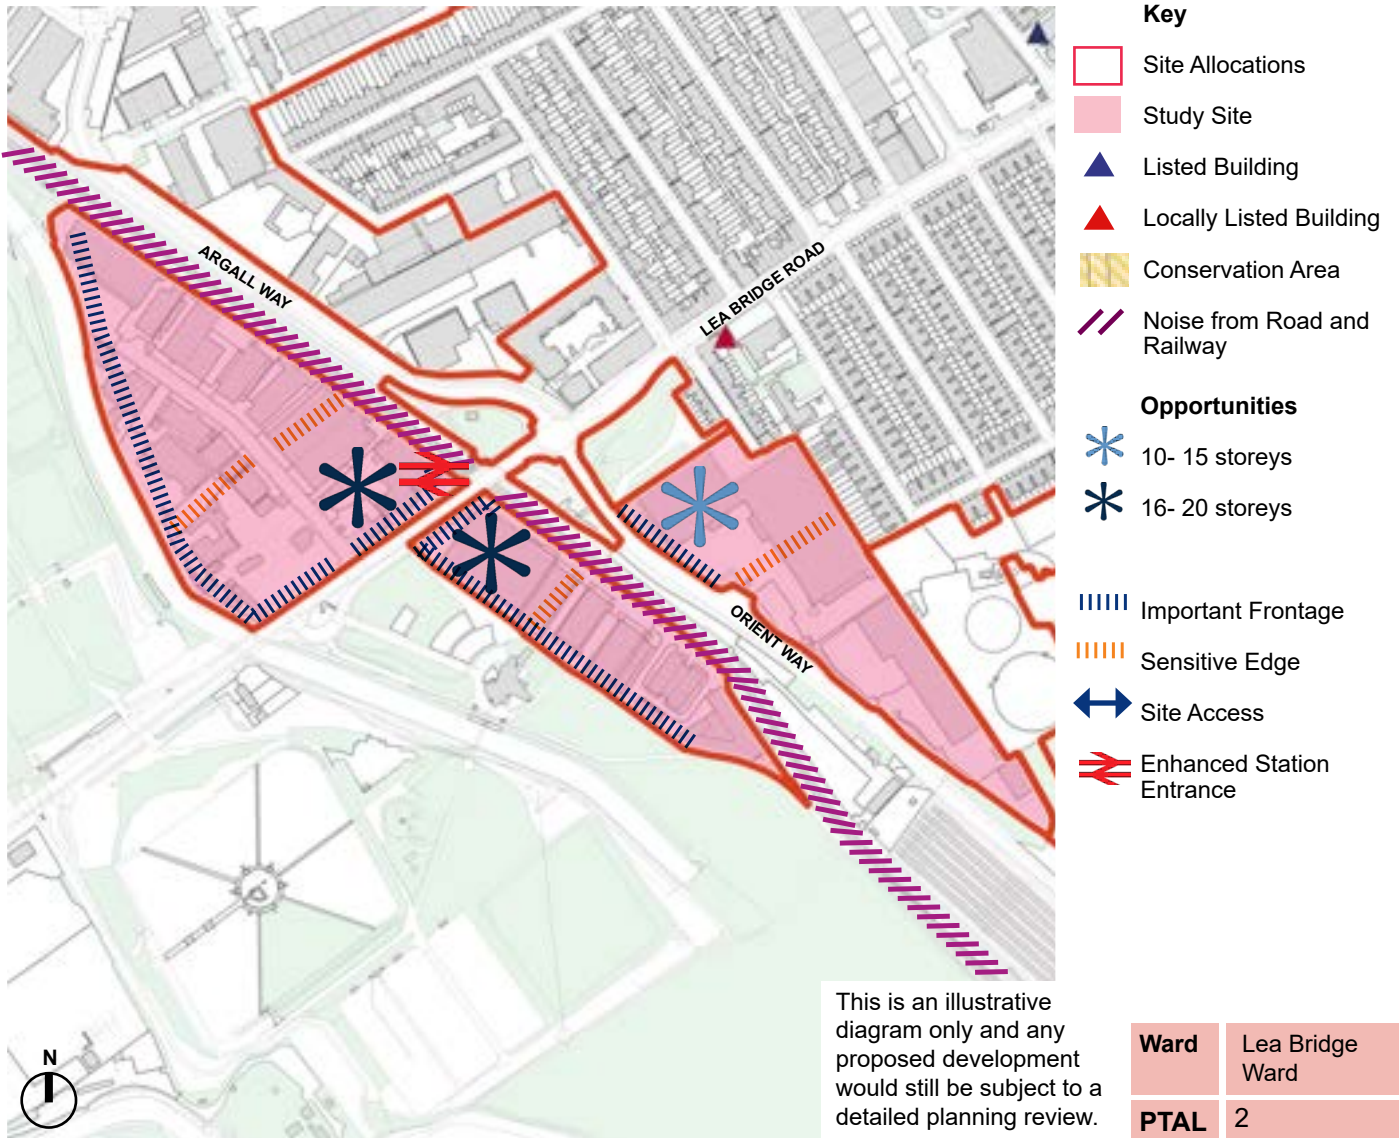 Key
Site Allocations
Study Site
Listed Building
Locally Listed Building
Conservation Area
Noise from Road and
Railway
Opportunities
10- 15 storeys
16- 20 storeys
Important Frontage
Sensitive Edge
Site Access
Enhanced Station
Entrance
ARGALL WAY
LEA BRIDGE ROAD
ORIENT WAY
N
This is an illustrative
diagram only and any
proposed development
would still be subject to a
detailed planning review.
Ward
Lea Bridge
Ward
PTAL
2